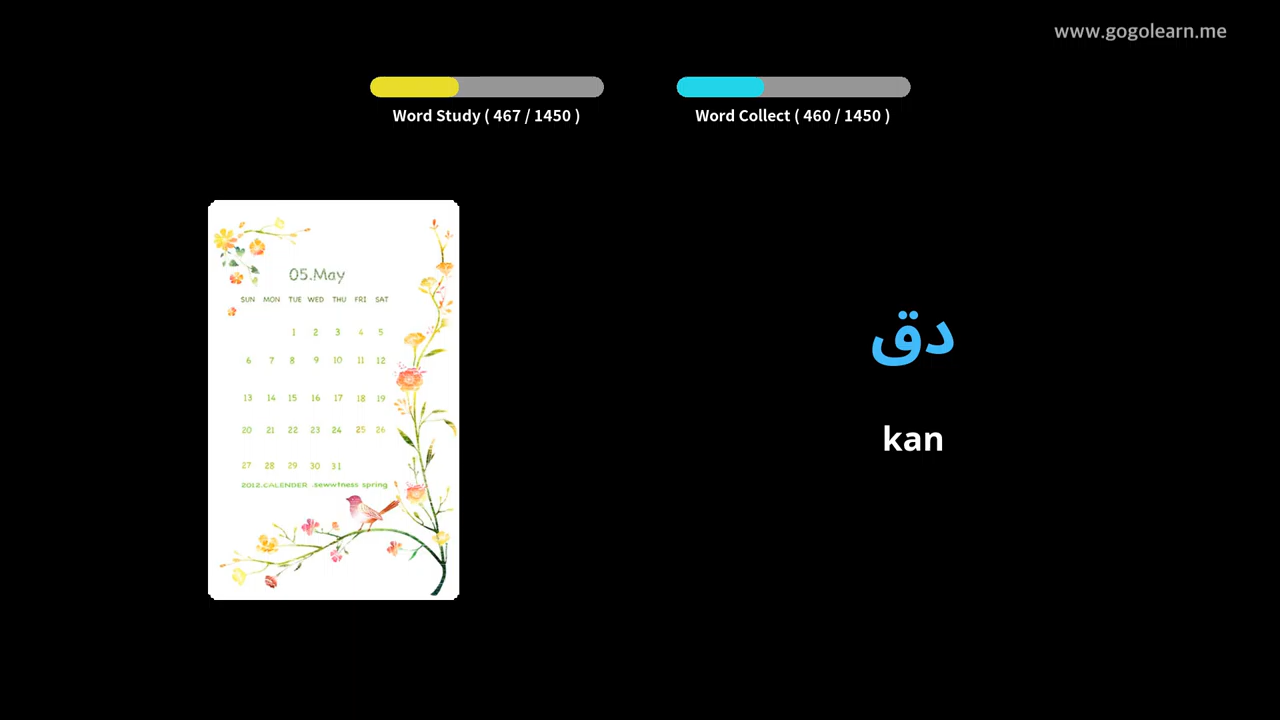 www.gogolearn.me
Word Study ( 467 / 1450 )
Word Collect ( 460 / 1450 )
05.May
SUN MON TUE WED THU FRI SAT
1 2 3 4 5
6 7 8 9 10 11 12
13 14 15 16 17 18 19
20 21 22 23 24 25 26
27 28 29 30 31
2012.CALENDER .sewwtness spring
دق
kan